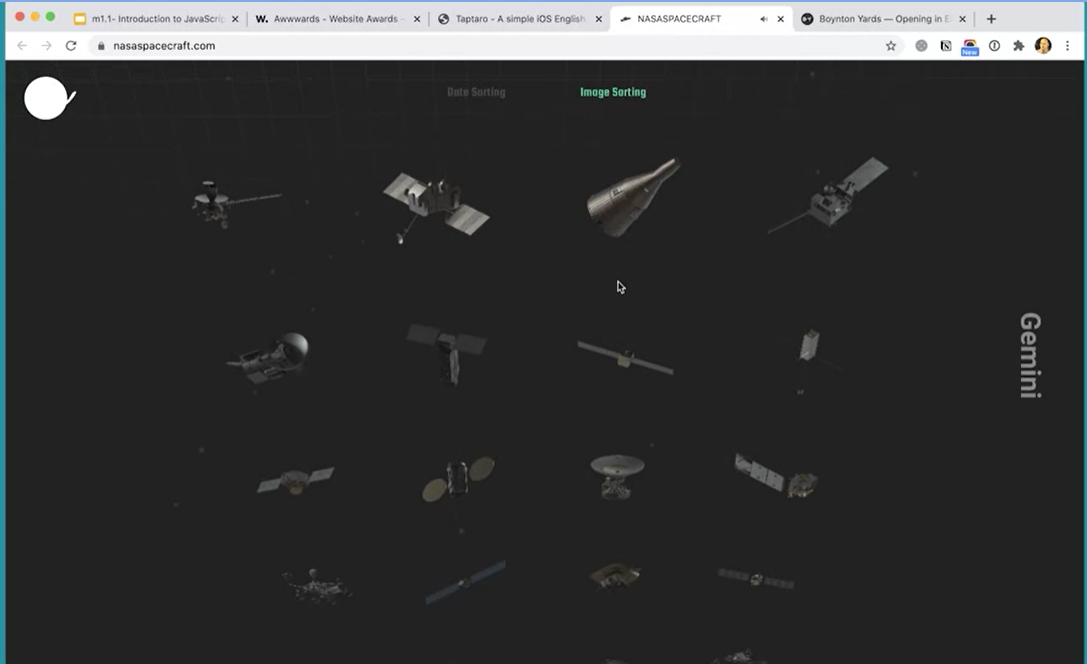 m1.1- Introduction to JavaScrip
W. Awwwards - Website Awards -
Taptaro - A simple iOS English
NASASPACECRAFT
Boynton Yards — Opening in E
nasaspacecraft.com
New
Date Sorting
Image Sorting
Gemini